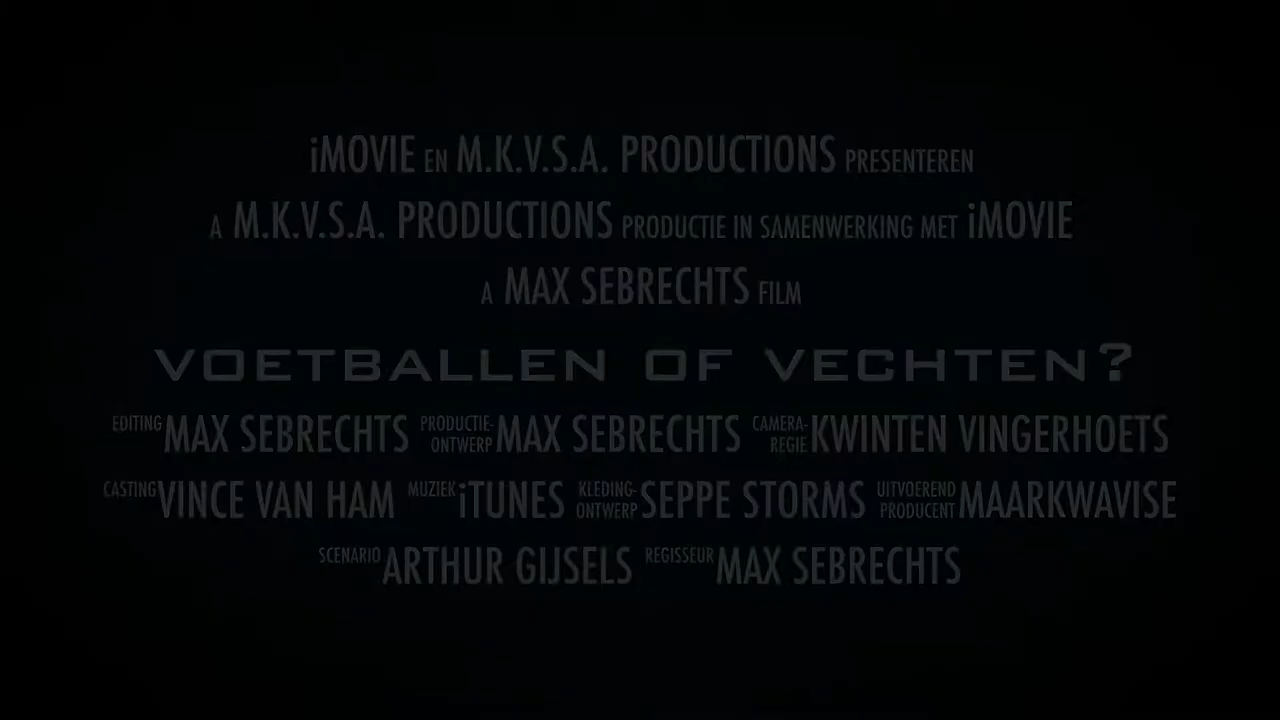 iMOVIE EN M.K.V.S.A. PRODUCTIONS PRESENTEREN
A M.K.V.S.A. PRODUCTIONS PRODUCTIE IN SAMENWERKING MET iMOVIE
A MAX SEBRECHTS FILM
VOETBALLEN OF VECHTEN?
EDITING MAX SEBRECHTS PRODUCTIE-ONTWERP MAX SEBRECHTS CAMERA-REGIE KWINTEN VINGERHOETS
CASTING VINCE VAN HAM MUZIEK iTUNES KLEDING-ONTWERP SEPPE STORMS UITVOEREND PRODUCENT MAARKWAVISE
SCENARIO ARTHUR GIJSELS REGISSEUR MAX SEBRECHTS